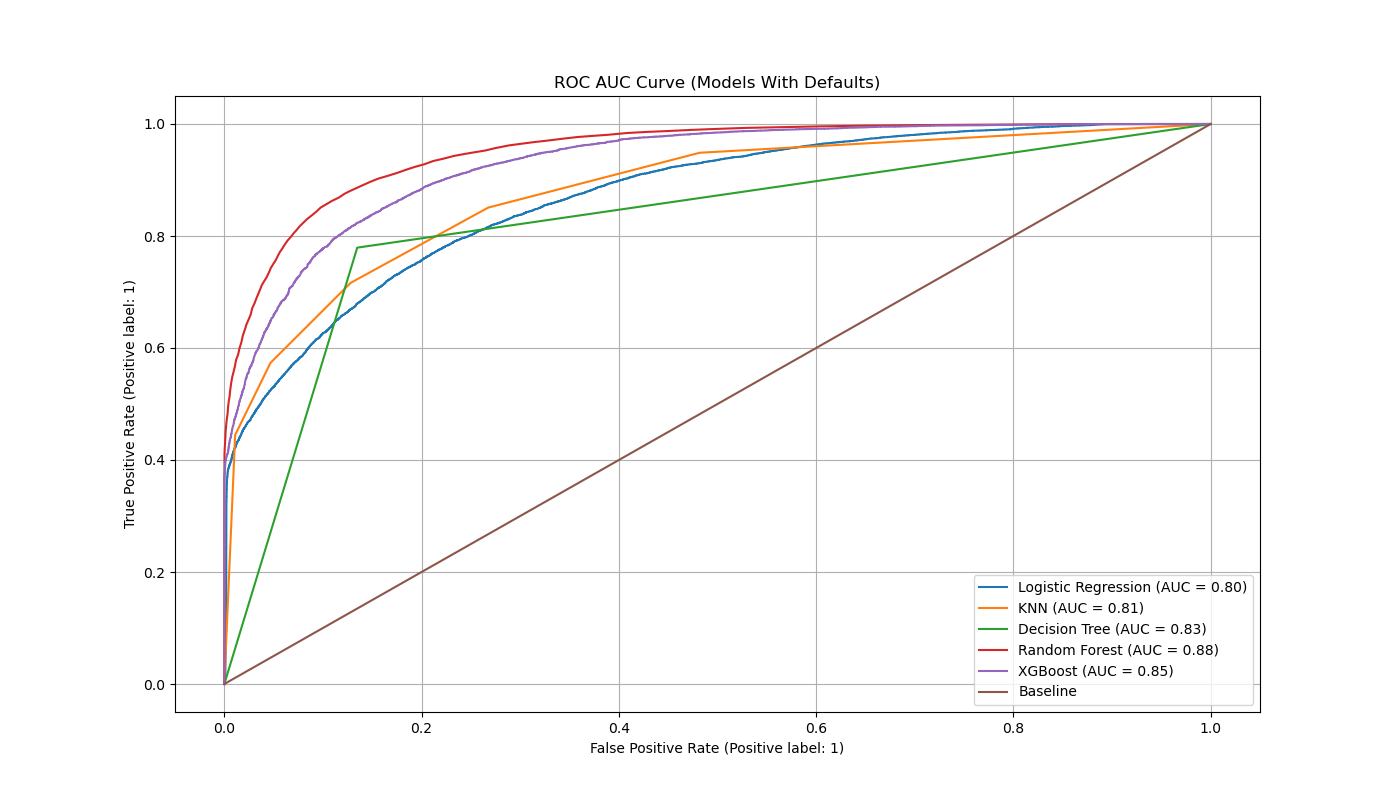 ROC AUC Curve (Models With Defaults)
1.0
0.8
0.6
0.4
0.2
0.0
True Positive Rate (Positive label: 1)
0.0 0.2 0.4 0.6 0.8 1.0
False Positive Rate (Positive label: 1)
Logistic Regression (AUC = 0.80)
KNN (AUC = 0.81)
Decision Tree (AUC = 0.83)
Random Forest (AUC = 0.88)
XGBoost (AUC = 0.85)
Baseline